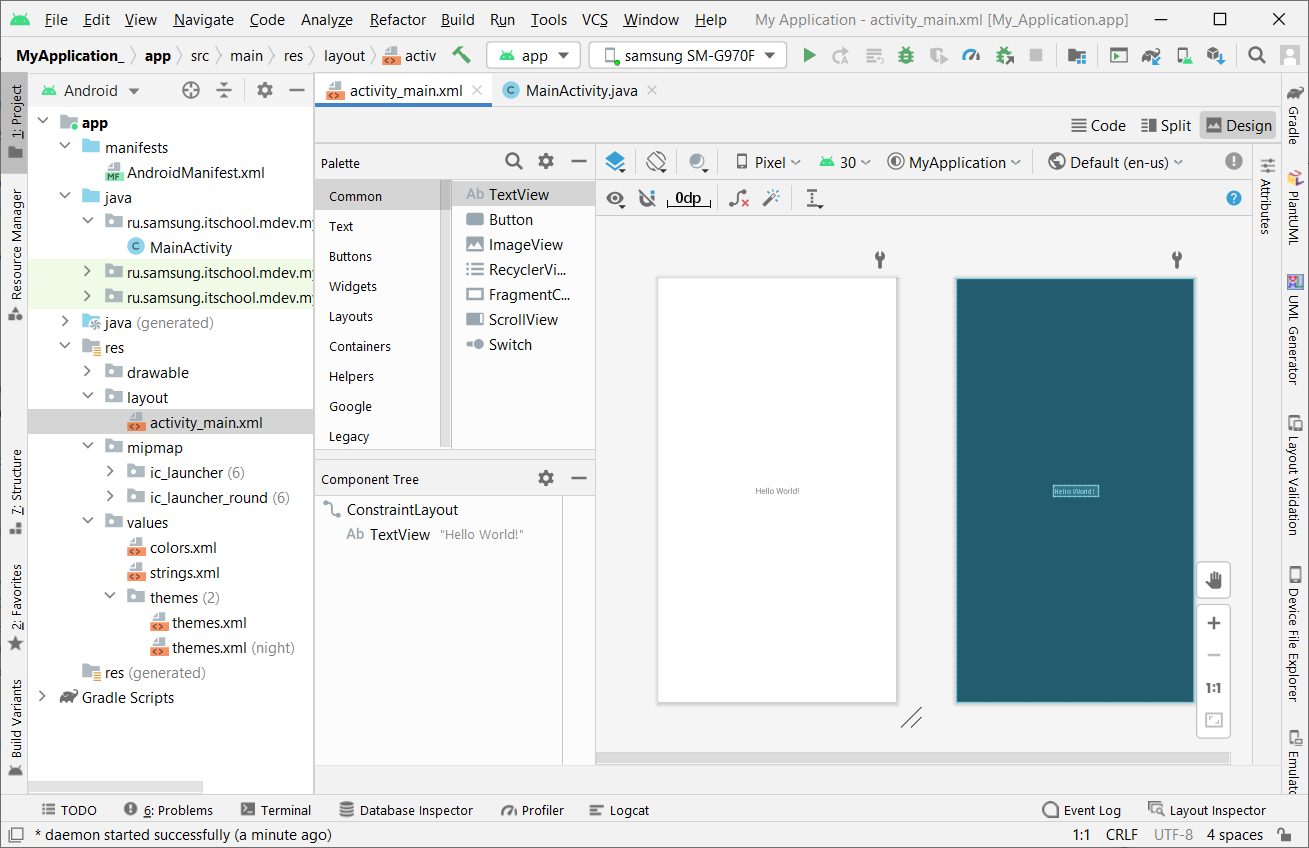 File Edit View Navigate Code Analyze Refactor Build Run Tools VCS Window Help My Application - activity_main.xml [My_Application.app]
MyApplication_ app src main res layout activ app samsung SM-G970F
1: Project
Resource Manager
7: Structure
2: Favorites
Build Variants
Android
app
manifests
MF AndroidManifest.xml
java
ru.samsung.itschool.mdev.my
C MainActivity
ru.samsung.itschool.mdev.my
ru.samsung.itschool.mdev.my
java (generated)
res
drawable
layout
activity_main.xml
mipmap
ic_launcher (6)
ic_launcher_round (6)
values
colors.xml
strings.xml
themes (2)
themes.xml
themes.xml (night)
res (generated)
Gradle Scripts
activity_main.xml C MainActivity.java
Code Split Design
Palette
Common
Text
Buttons
Widgets
Layouts
Containers
Helpers
Google
Legacy
Ab TextView
Button
ImageView
RecyclerVi...
FragmentC...
ScrollView
Switch
Component Tree
ConstraintLayout
Ab TextView "Hello World!"
Pixel 30 MyApplication Default (en-us)
0dp
Hello World!
Hello World!
1:1
Attributes
Gradle
PlantUML
UML Generator
Layout Validation
Device File Explorer
Emulato
TODO 6: Problems Terminal Database Inspector Profiler Logcat Event Log Layout Inspector
* daemon started successfully (a minute ago) 1:1 CRLF UTF-8 4 spaces